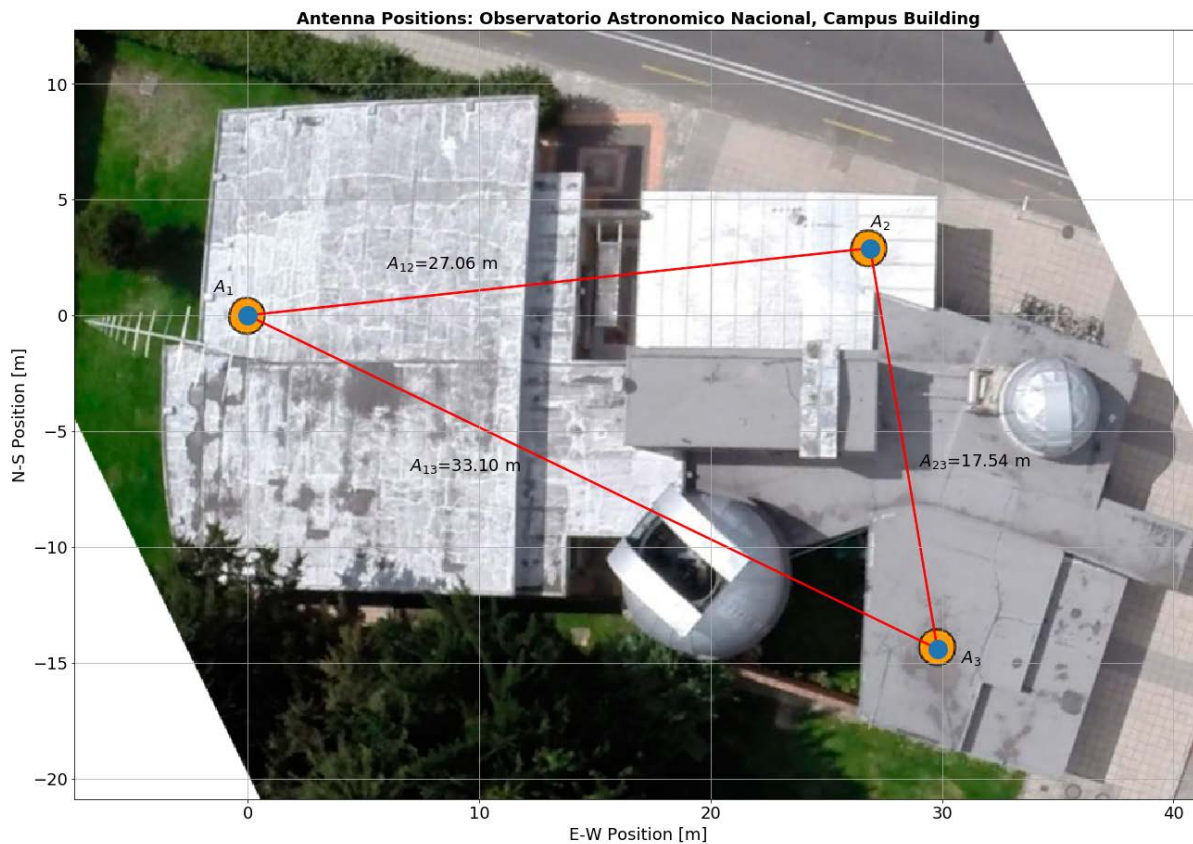 Antenna Positions: Observatorio Astronomico Nacional, Campus Building
10
5
0
−5
−10
−15
−20
N-S Position [m]
A2
A12=27.06 m
A1
A13=33.10 m
A23=17.54 m
A3
0
10
20
30
40
E-W Position [m]